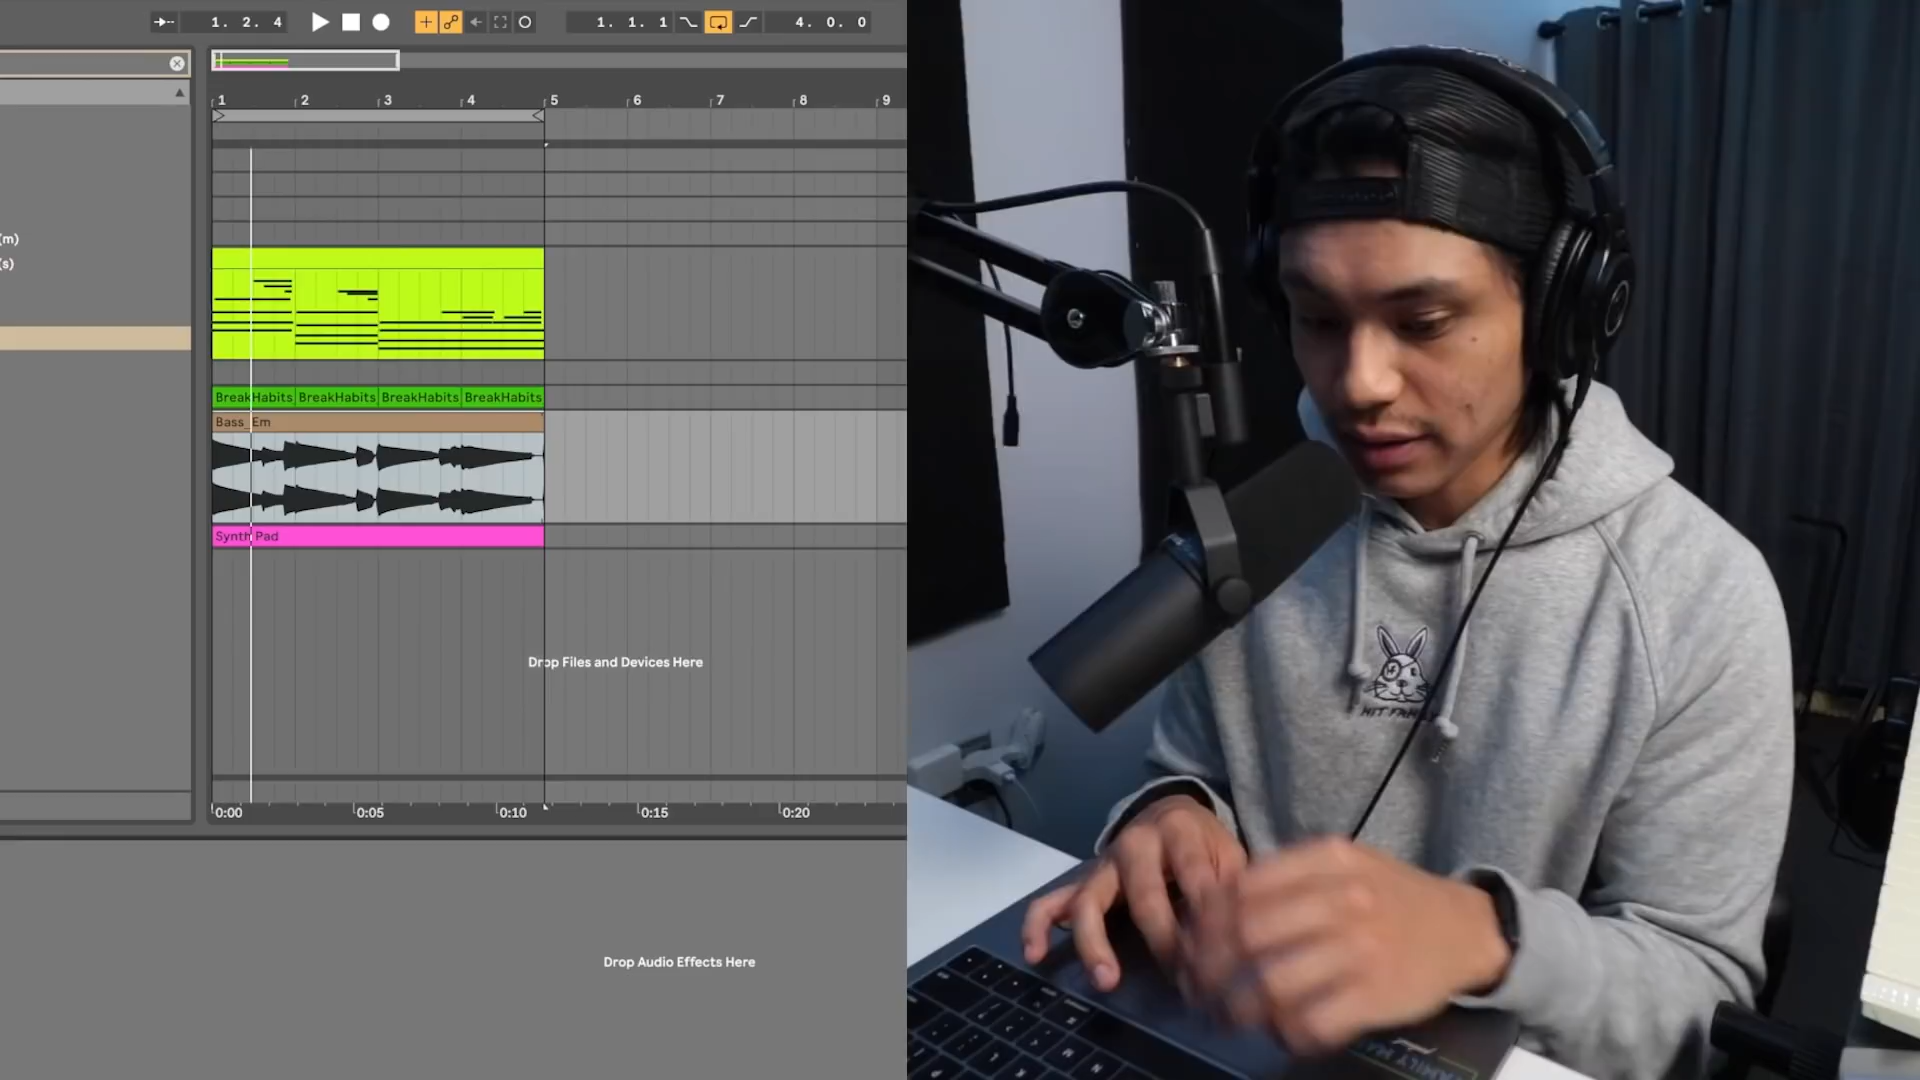 1. 2. 4
1. 1. 1
4. 0. 0
1 2 3 4 5 6 7 8 9
(m)
(s)
BreakHabits BreakHabits BreakHabits BreakHabits
Bass_Em
Synth Pad
Drop Files and Devices Here
0:00 0:05 0:10 0:15 0:20
Drop Audio Effects Here
HIT FAMILY